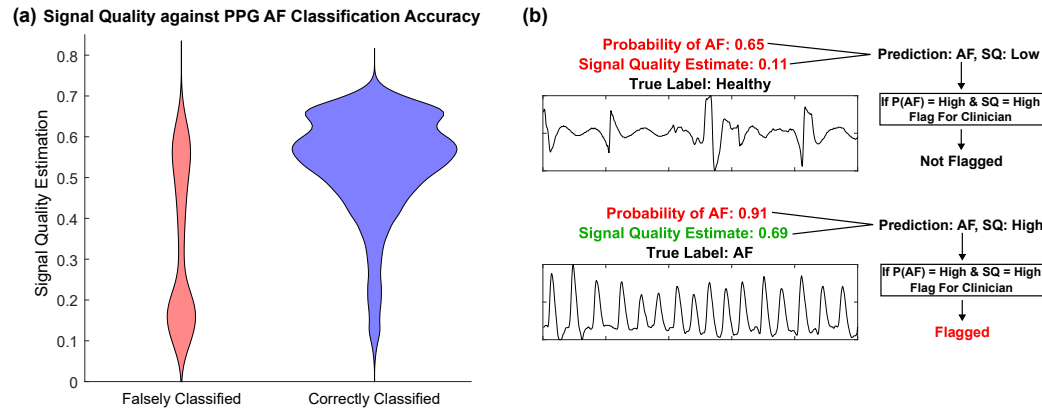 (a) Signal Quality against PPG AF Classification Accuracy
Signal Quality Estimation
0.8
0.7
0.6
0.5
0.4
0.3
0.2
0.1
0
Falsely Classified
Correctly Classified
(b)
Probability of AF: 0.65
Signal Quality Estimate: 0.11
True Label: Healthy
Prediction: AF, SQ: Low
If P(AF) = High & SQ = High
Flag For Clinician
Not Flagged
Probability of AF: 0.91
Signal Quality Estimate: 0.69
True Label: AF
Prediction: AF, SQ: High
If P(AF) = High & SQ = High
Flag For Clinician
Flagged